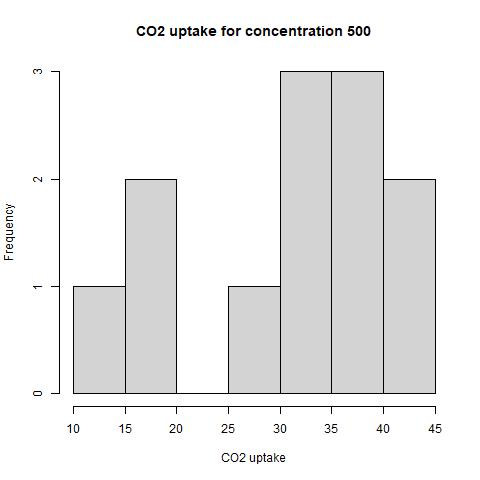 CO2 uptake for concentration 500
3
2
1
0
Frequency
10 15 20 25 30 35 40 45
CO2 uptake